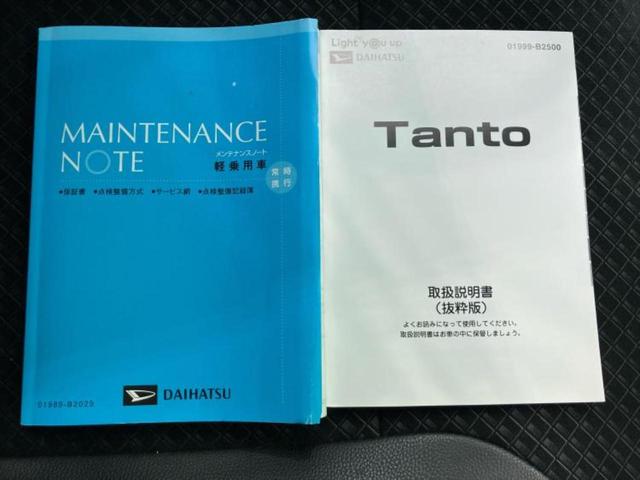 MAINTENANCE
NOTE
メンテナンスノート
軽乗用車
常時
携行
●保証書 ●点検整備方式 ●サービス網 ●点検整備記録簿
DAIHATSU
01989-B2029
Light you up
DAIHATSU
01999-B2500
Tanto
取扱説明書
(抜粋版)
よくお読みになって使用してください。
取扱説明書はお車の中に保管しましょう。